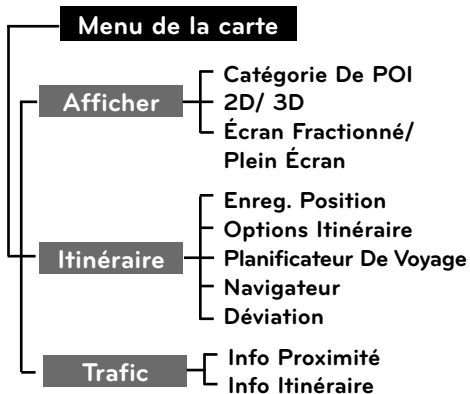 Menu de la carte
Afficher
Catégorie De POI
2D/ 3D
Écran Fractionné/
Plein Écran
Itinéraire
Enreg. Position
Options Itinéraire
Planificateur De Voyage
Navigateur
Déviation
Trafic
Info Proximité
Info Itinéraire